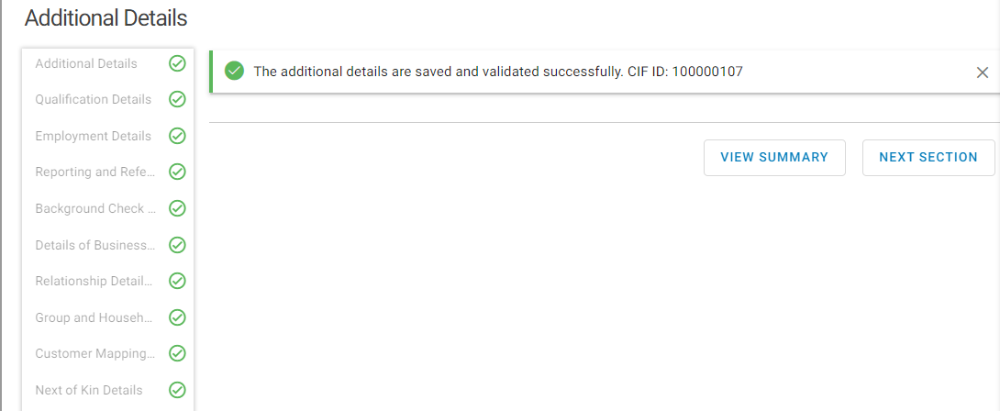 Additional Details
Additional Details
Qualification Details
Employment Details
Reporting and Refe...
Background Check ...
Details of Business...
Relationship Detail...
Group and Househ...
Customer Mapping...
Next of Kin Details
The additional details are saved and validated successfully. CIF ID: 100000107
VIEW SUMMARY
NEXT SECTION